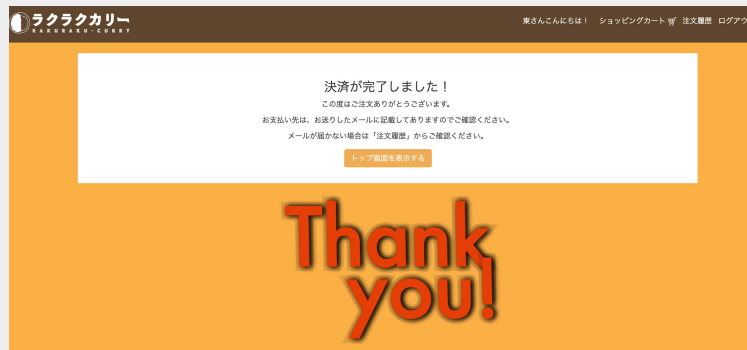 ラクラクカリー
RAKURAKU-CURRY
東さんこんにちは！ ショッピングカート 注文履歴 ログアウ
決済が完了しました！
この度はご注文ありがとうございます。
お支払い先は、お送りしたメールに記載してありますのでご確認ください。
メールが届かない場合は「注文履歴」からご確認ください。
トップ画面を表示する
Thank
you!